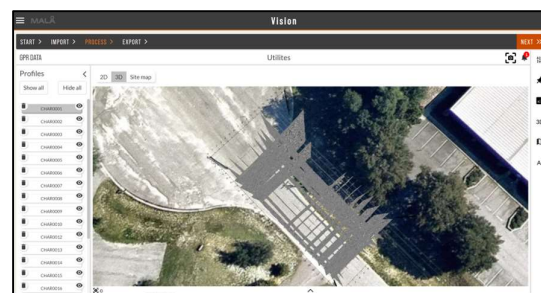 MALÅ
Vision
START > IMPORT > PROCESS > EXPORT >
NEXT
GPR DATA
Utilites
Profiles
2D 3D Site map
Show all Hide all
CHAR0001
CHAR0002
CHAR0003
CHAR0004
CHAR0005
CHAR0006
CHAR0007
CHAR0008
CHAR0009
CHAR0010
CHAR0012
CHAR0013
CHAR0014
CHAR0015
CHAR0016